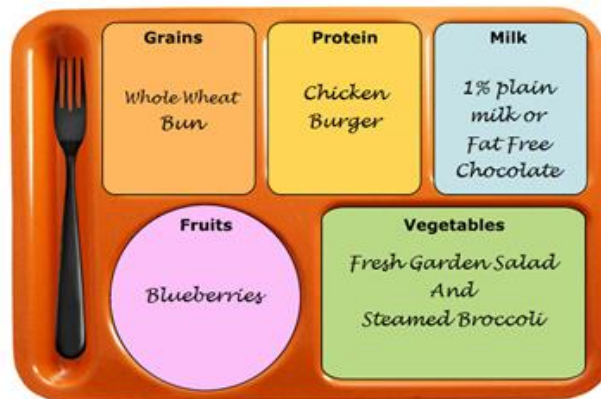 Grains
Whole Wheat
Bun
Protein
Chicken
Burger
Milk
1% plain
milk or
Fat Free
Chocolate
Fruits
Blueberries
Vegetables
Fresh Garden Salad
And
Steamed Broccoli